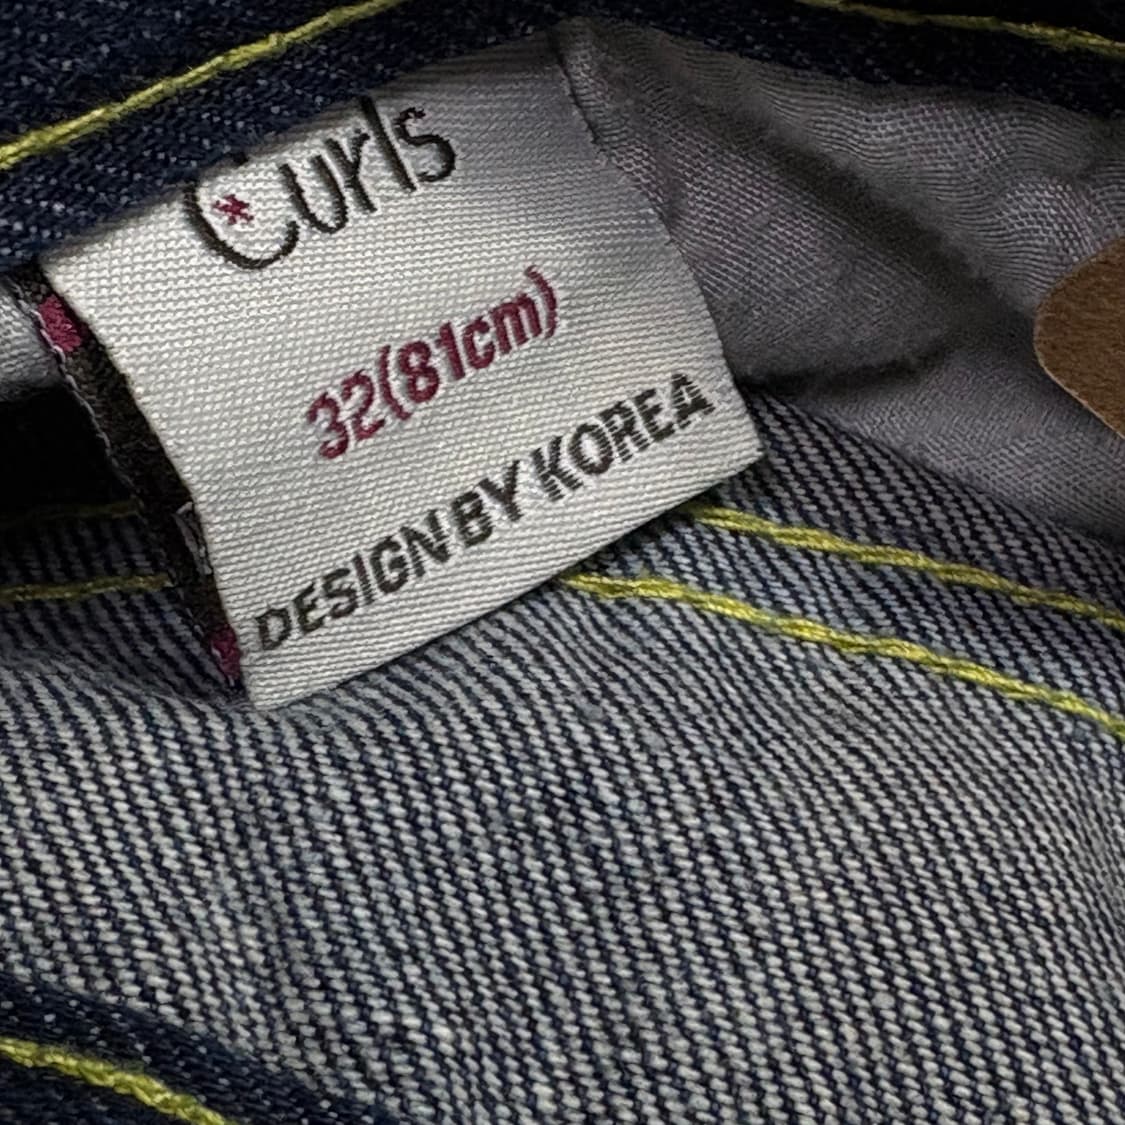 Curls
32(81cm)
DESIGN BY KOREA